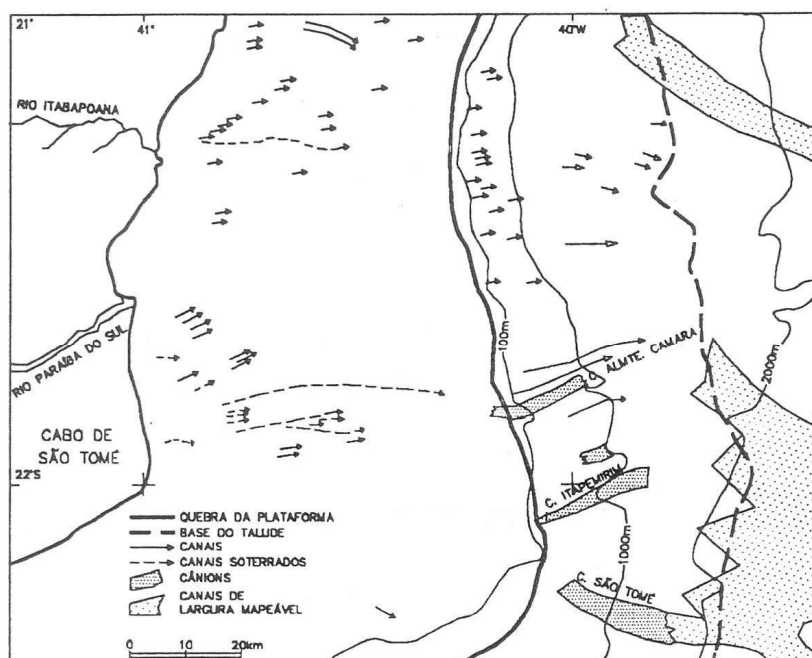 21°
41°
40°W
RIO ITABAPOANA
RIO PARAÍBA DO SUL
100m
C. ALMTE. CAMARA
2000m
CABO DE
SÃO TOMÉ
22°S
C. ITAPEMIRIM
1000m
C. SÃO TOMÉ
QUEBRA DA PLATAFORMA
BASE DO TALUDE
CANAIS
CANAIS SOTERRADOS
CÂNIONS
CANAIS DE
LARGURA MAPEÁVEL
0 10 20km